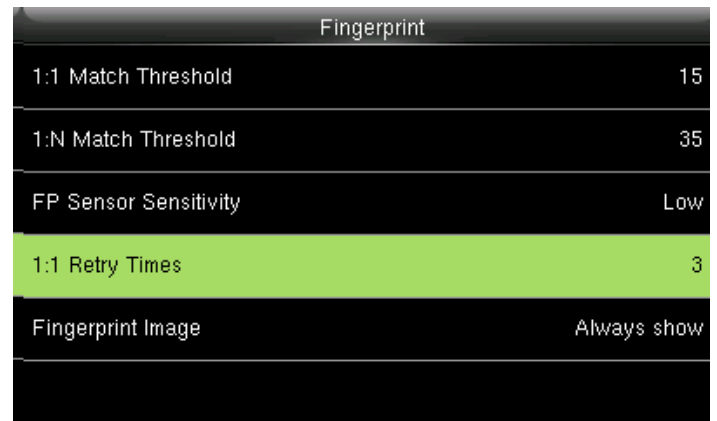 Fingerprint
1:1 Match Threshold 15
1:N Match Threshold 35
FP Sensor Sensitivity Low
1:1 Retry Times 3
Fingerprint Image Always show